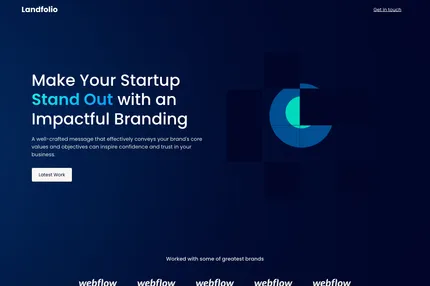 Landfolio
Get in touch
Make Your Startup
Stand Out with an
Impactful Branding
A well-crafted message that effectively conveys your brand's core
values and objectives can inspire confidence and trust in your
business.
Latest Work
Worked with some of greatest brands
webflow webflow webflow webflow webflow